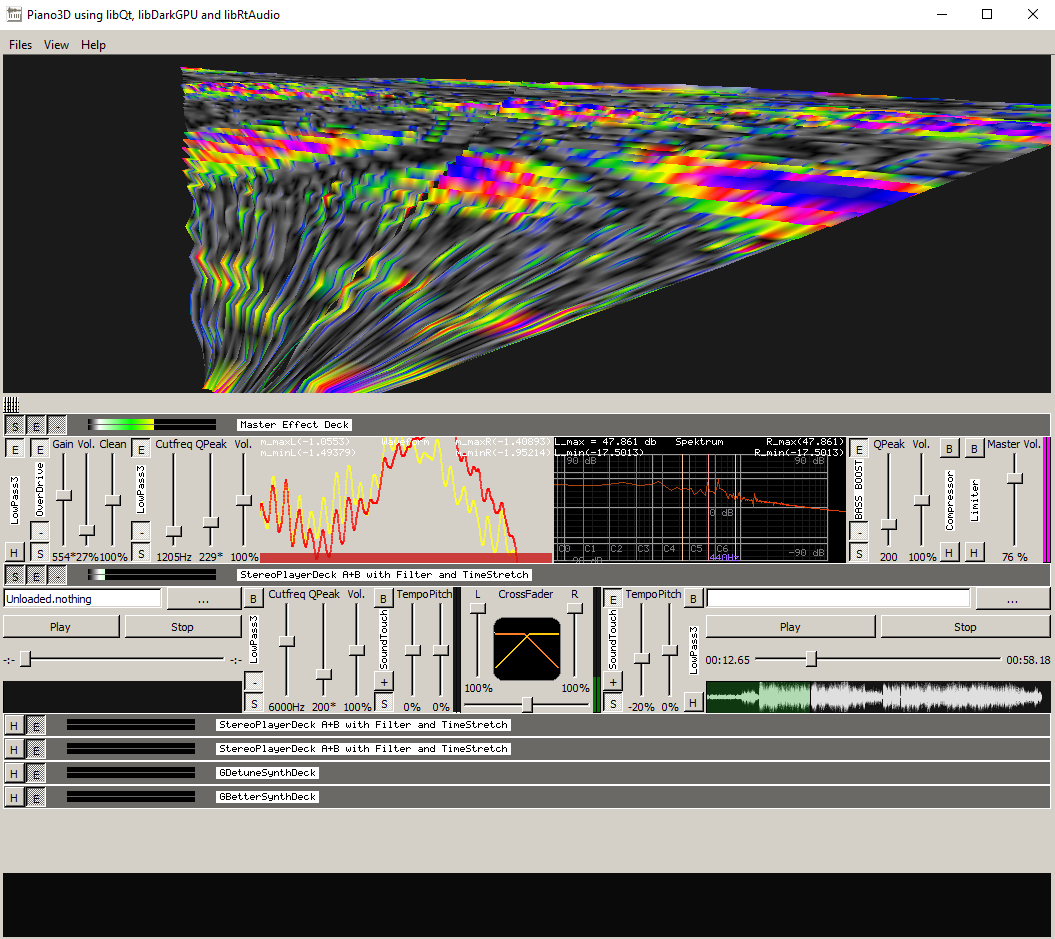 Piano3D using libQt, libDarkGPU and libRtAudio
Files View Help
S E - Master Effect Deck
E E Gain Vol. Clean E Cutfreq QPeak Vol.
LowPass3 OverDrive LowPass3
H - S 554* 27% 100% - S 1205Hz 229* 100%
m_maxL(-1.0553) Waveform m_maxR(-1.40893)
m_minL(-1.49379) m_minR(-1.95214)
L_max = 47.861 db Spektrum R_max(47.861)
L_min(-17.5013) R_min(-17.5013)
90 dB 90 dB
0 dB
C0 C1 C2 C3 C4 C5 C6
-90 dB 440Hz -90 dB
E QPeak Vol. B B Master Vol.
BASS BOOST Compressor Limiter
- S 200 100% H H 76 %
S E - StereoPlayerDeck A+B with Filter and TimeStretch
Unloaded.nothing ... B Cutfreq QPeak Vol. B Tempo Pitch L CrossFader R E Tempo Pitch B ...
Play Stop LowPass3 SoundTouch SoundTouch LowPass3 Play Stop
-:- -:- 00:12.65 00:58.18
- S 6000Hz 200* 100% + S 0% 0% 100% 100% + S -20% 0% H
H E StereoPlayerDeck A+B with Filter and TimeStretch
H E StereoPlayerDeck A+B with Filter and TimeStretch
H E GDetuneSynthDeck
H E GBetterSynthDeck